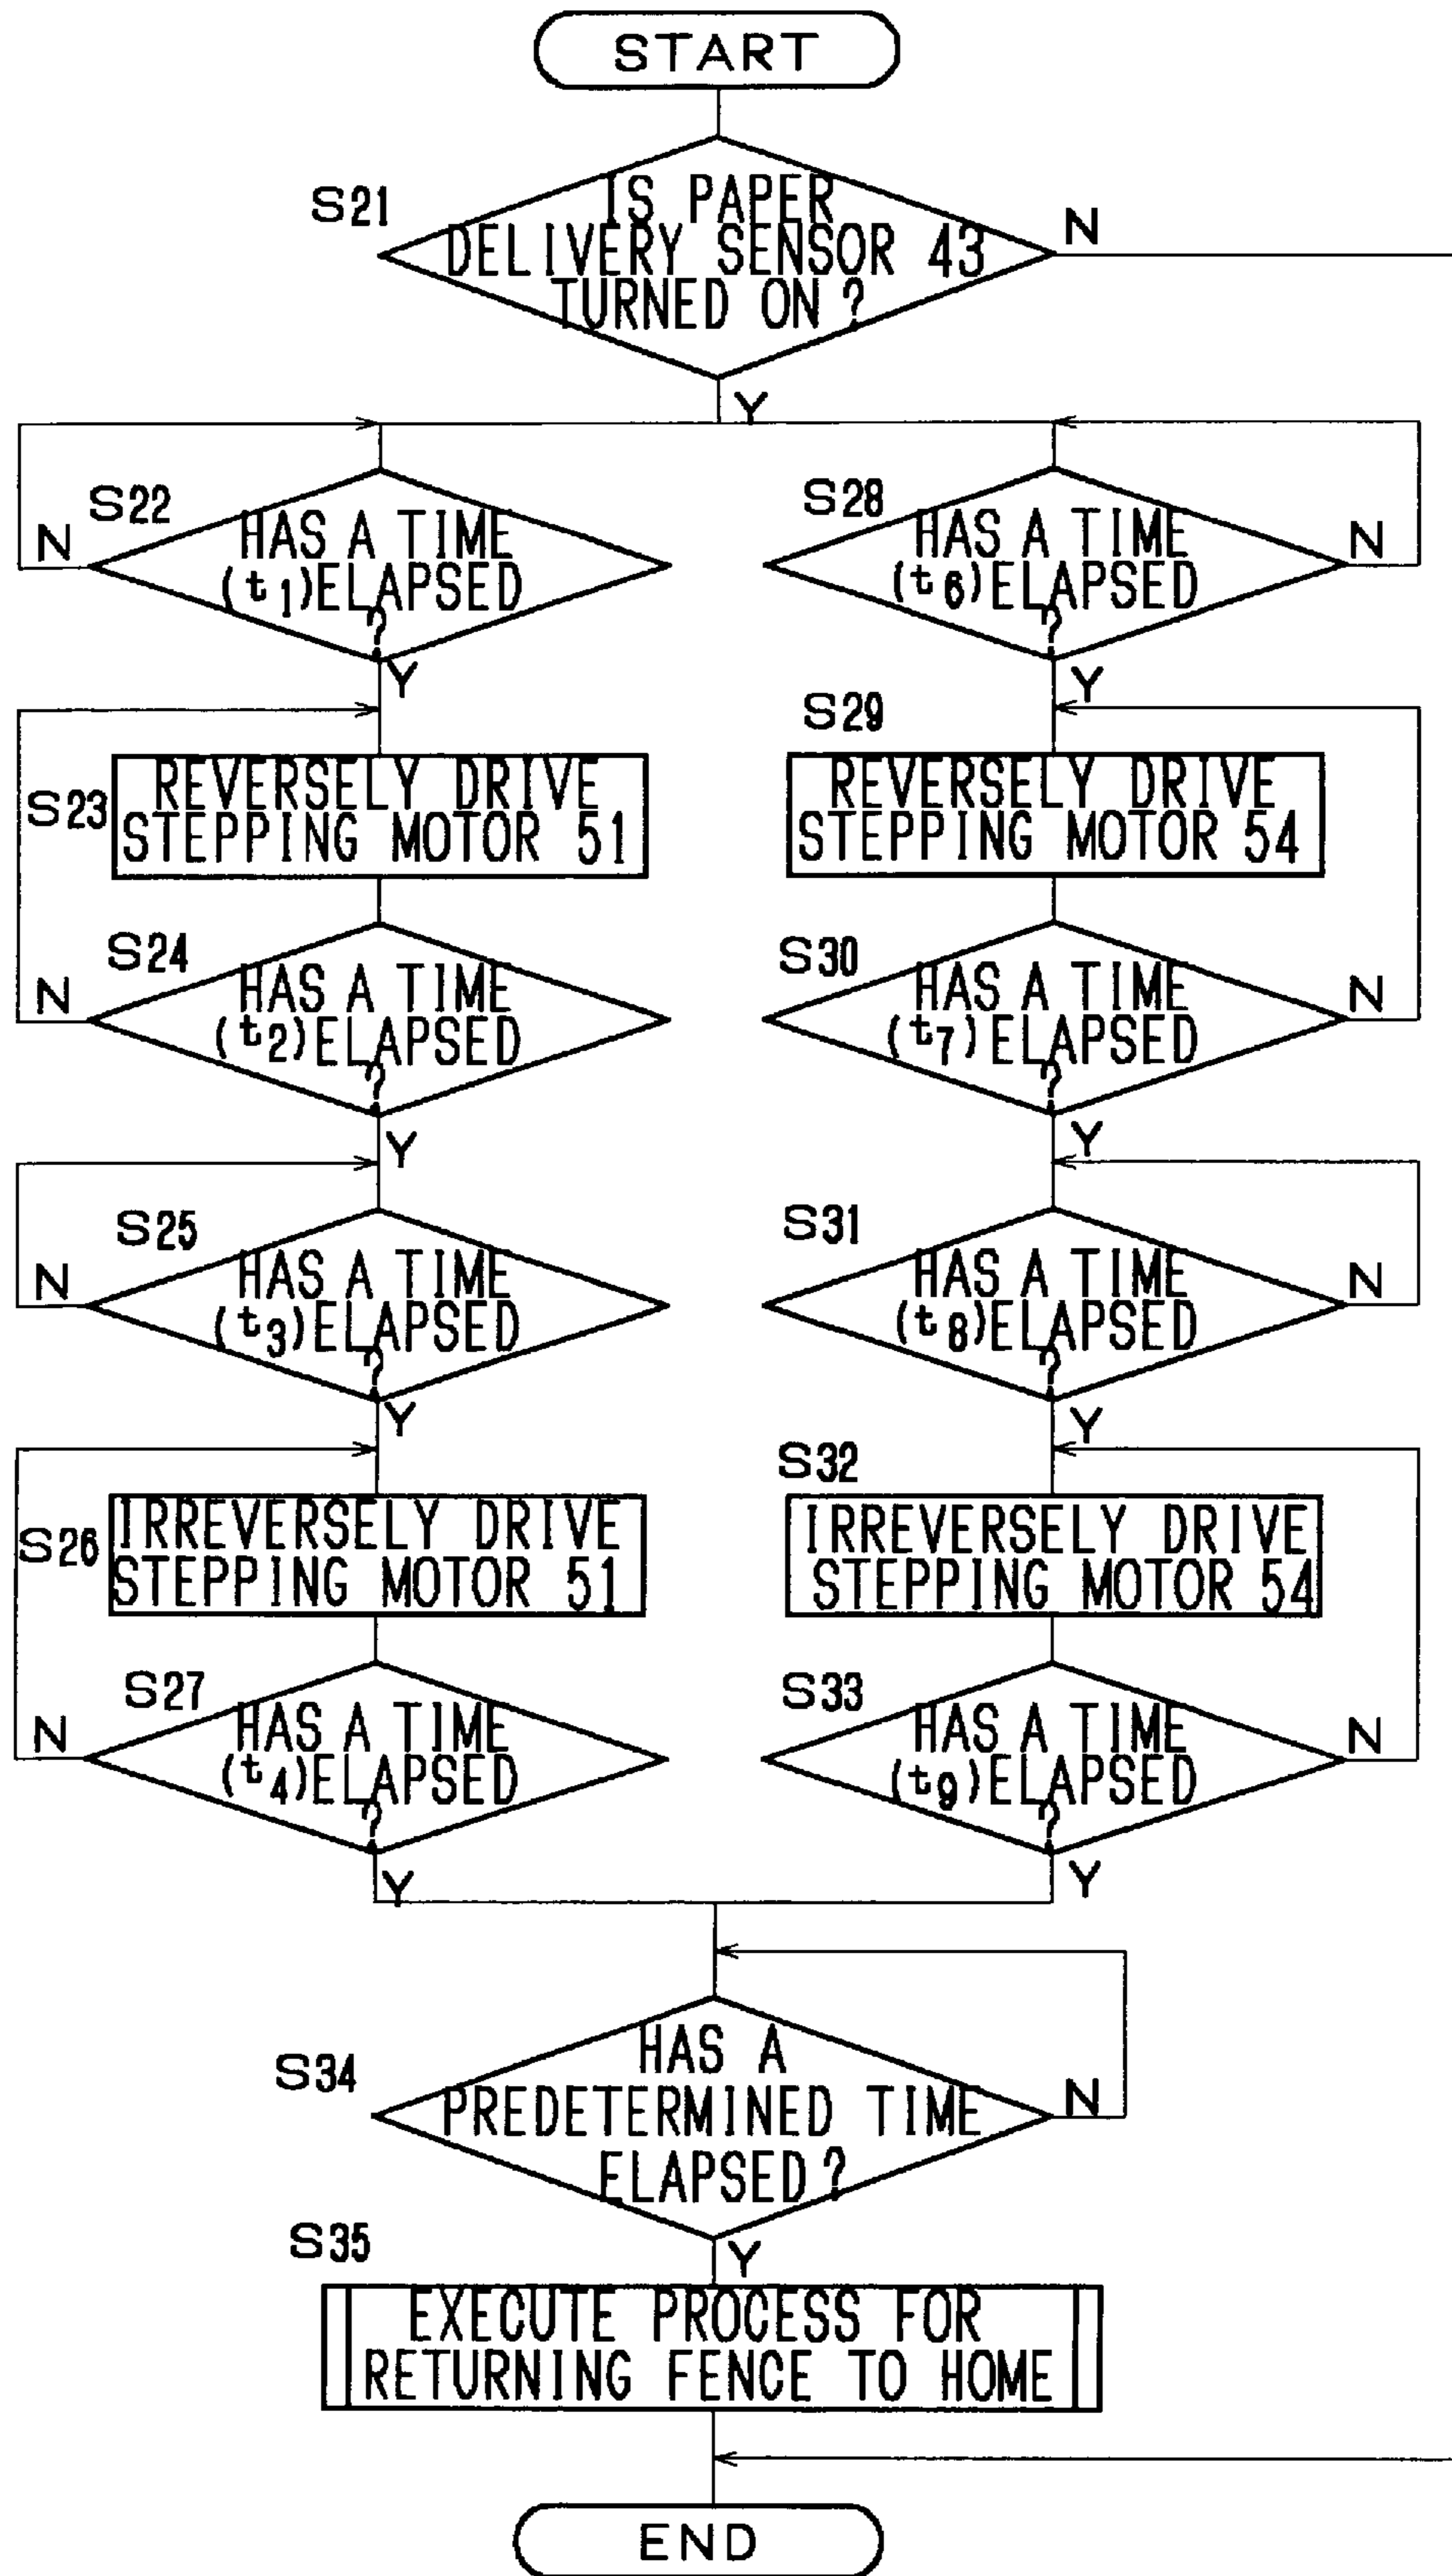 START
S21
IS PAPER
DELIVERY SENSOR 43
TURNED ON ?
N
Y
S22
HAS A TIME
(t1)ELAPSED
?
N
Y
S23
REVERSELY DRIVE
STEPPING MOTOR 51
S24
HAS A TIME
(t2)ELAPSED
?
N
Y
S25
HAS A TIME
(t3)ELAPSED
?
N
Y
S26
IRREVERSELY DRIVE
STEPPING MOTOR 51
S27
HAS A TIME
(t4)ELAPSED
?
N
Y
S28
HAS A TIME
(t6)ELAPSED
?
N
Y
S29
REVERSELY DRIVE
STEPPING MOTOR 54
S30
HAS A TIME
(t7)ELAPSED
?
N
Y
S31
HAS A TIME
(t8)ELAPSED
?
N
Y
S32
IRREVERSELY DRIVE
STEPPING MOTOR 54
S33
HAS A TIME
(t9)ELAPSED
?
N
Y
S34
HAS A
PREDETERMINED TIME
ELAPSED?
N
Y
S35
EXECUTE PROCESS FOR
RETURNING FENCE TO HOME
END